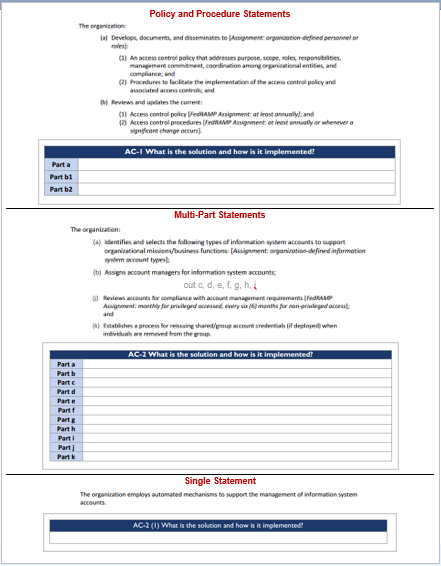 Policy and Procedure Statements
The organization:
(a) Develops, documents, and disseminates to [Assignment: organization-defined personnel or
roles]:
(1) An access control policy that addresses purpose, scope, roles, responsibilities,
management commitment, coordination among organizational entities, and
compliance; and
(2) Procedures to facilitate the implementation of the access control policy and
associated access controls; and
(b) Reviews and updates the current:
(1) Access control policy [FedRAMP Assignment: at least annually]; and
(2) Access control procedures [FedRAMP Assignment: at least annually or whenever a
significant change occurs].
AC-1 What is the solution and how is it implemented?
Part a
Part b1
Part b2
Multi-Part Statements
The organization:
(a) Identifies and selects the following types of information system accounts to support
organizational missions/business functions: [Assignment: organization-defined information
system account types];
(b) Assigns account managers for information system accounts;
cut c, d, e, f, g, h, i
(j) Reviews accounts for compliance with account management requirements [FedRAMP
Assignment: monthly for privileged accessed, every six (6) months for non-privileged access];
and
(k) Establishes a process for reissuing shared/group account credentials (if deployed) when
individuals are removed from the group.
AC-2 What is the solution and how is it implemented?
Part a
Part b
Part c
Part d
Part e
Part f
Part g
Part h
Part i
Part j
Part k
Single Statement
The organization employs automated mechanisms to support the management of information system
accounts.
AC-2 (1) What is the solution and how is it implemented?